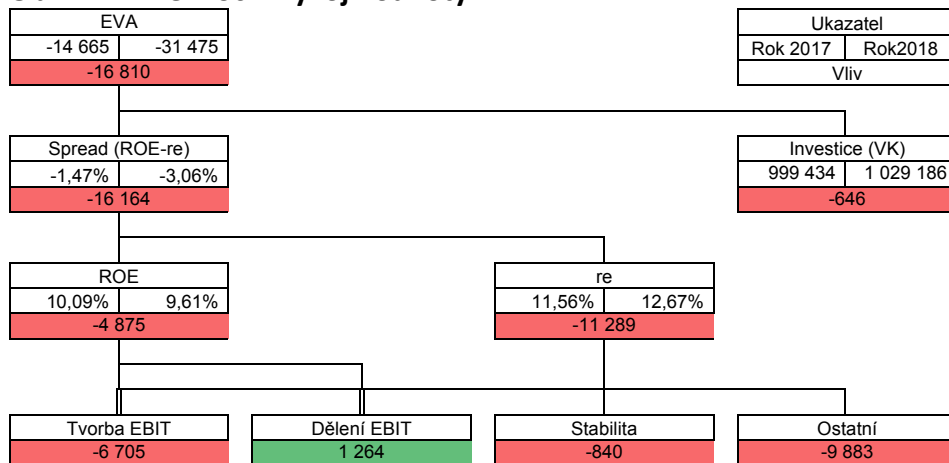 EVA
-14 665 -31 475
-16 810
Ukazatel
Rok 2017 Rok2018
Vliv
Spread (ROE-re)
-1,47% -3,06%
-16 164
Investice (VK)
999 434 1 029 186
-646
ROE
10,09% 9,61%
-4 875
re
11,56% 12,67%
-11 289
Tvorba EBIT
-6 705
Dělení EBIT
1 264
Stabilita
-840
Ostatní
-9 883